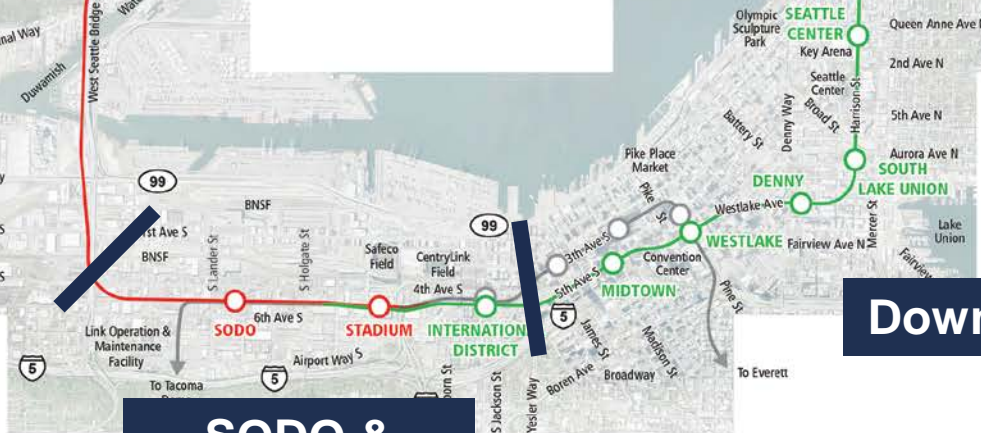 Olympic
Sculpture
Park
SEATTLE
CENTER
Key Arena
Seattle
Center
Queen Anne Ave
2nd Ave N
5th Ave N
Aurora Ave N
Harrison St
Broad St
Denny Way
Battery St
West Seattle Bridge
Duwamish
Pike Place
Market
Pike St
DENNY
SOUTH
LAKE UNION
Westlake Ave
Mercer St
WESTLAKE
Fairview Ave N
Fairview
Lake
Union
99
BNSF
1st Ave S
BNSF
S Lander St
S Holgate St
Safeco
Field
CentryLink
Field
4th Ave S
99
3th Ave S
5th Ave S
Convention
Center
MIDTOWN
SODO
6th Ave S
STADIUM
INTERNATION
DISTRICT
5
Link Operation &
Maintenance
Facility
Airport Way S
5
5
To Tacoma
James St
Madison St
Pine St
Boren Ave
Broadway
To Everett
S Jackson St
Yesler Way
SODO &
Down